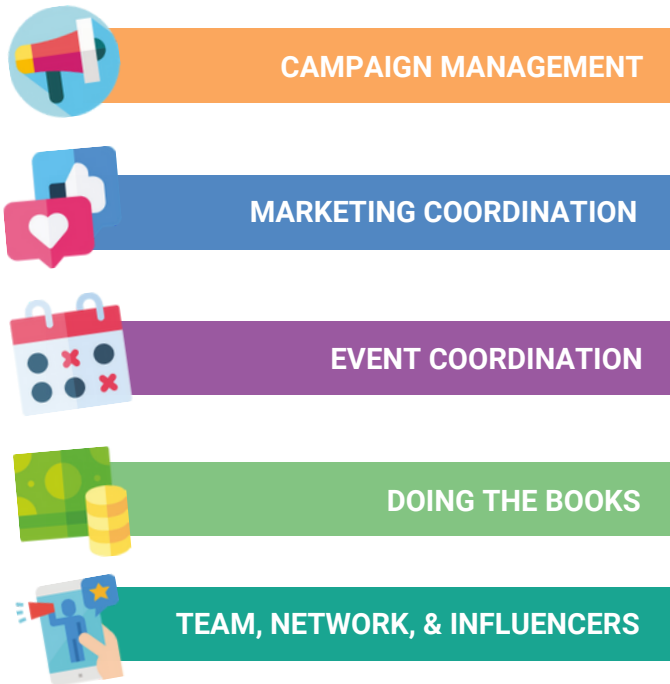 CAMPAIGN MANAGEMENT
MARKETING COORDINATION
EVENT COORDINATION
DOING THE BOOKS
TEAM, NETWORK, & INFLUENCERS